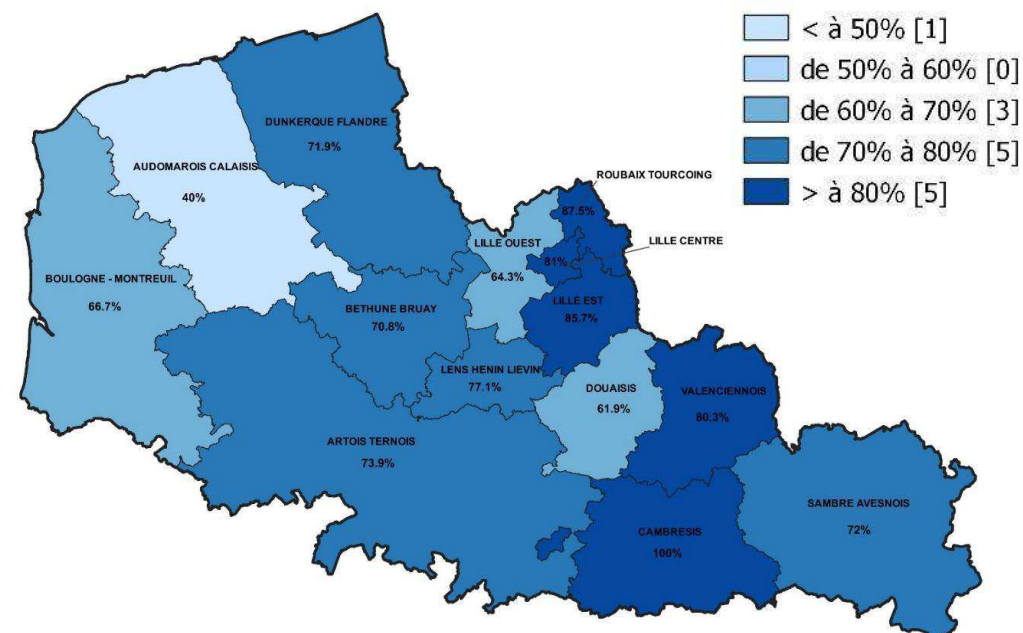 < à 50% [1]
de 50% à 60% [0]
de 60% à 70% [3]
de 70% à 80% [5]
> à 80% [5]
DUNKERQUE FLANDRE
71.9%
AUDOMAROIS CALAISIS
40%
ROUBAIX TOURCOING
87.5%
LILLE CENTRE
81%
LILLE OUEST
64.3%
BOULOGNE - MONTREUIL
66.7%
LILLE EST
85.7%
BETHUNE BRUAY
70.8%
LENS HENIN LIEVIN
77.1%
DOUAISIS
61.9%
VALENCIENNOIS
80.3%
ARTOIS TERNOIS
73.9%
SAMBRE AVESNOIS
72%
CAMBRESIS
100%